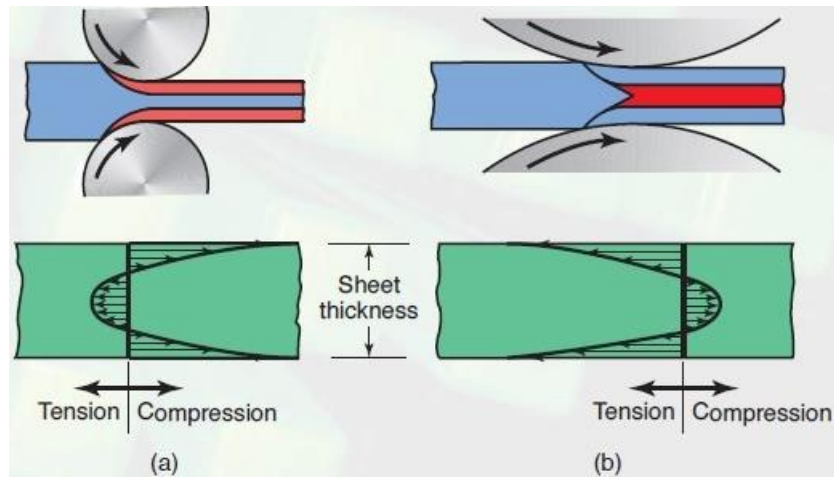 Sheet
thickness
Tension Compression
Tension Compression
(a)
(b)